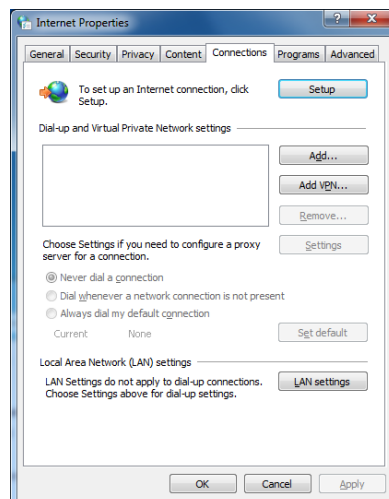 Internet Properties
General Security Privacy Content Connections Programs Advanced
To set up an Internet connection, click
Setup.
Setup
Dial-up and Virtual Private Network settings
Add...
Add VPN...
Remove...
Choose Settings if you need to configure a proxy
server for a connection.
Settings
Never dial a connection
Dial whenever a network connection is not present
Always dial my default connection
Current None
Set default
Local Area Network (LAN) settings
LAN Settings do not apply to dial-up connections.
Choose Settings above for dial-up settings.
LAN settings
OK Cancel Apply